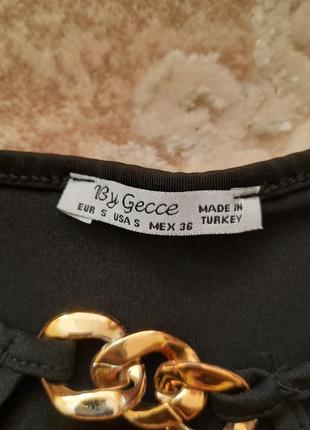 By Gecce
EUR S USA S MEX 36
MADE IN
TURKEY